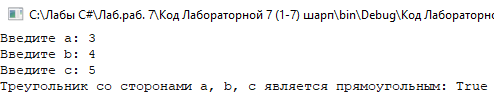 C:\Лабы C#\Лаб.раб. 7\Код Лабораторной 7 (1-7) шарп\bin\Debug\Код Лабораторн
Введите a: 3
Введите b: 4
Введите c: 5
Треугольник со сторонами a, b, c является прямоугольным: True